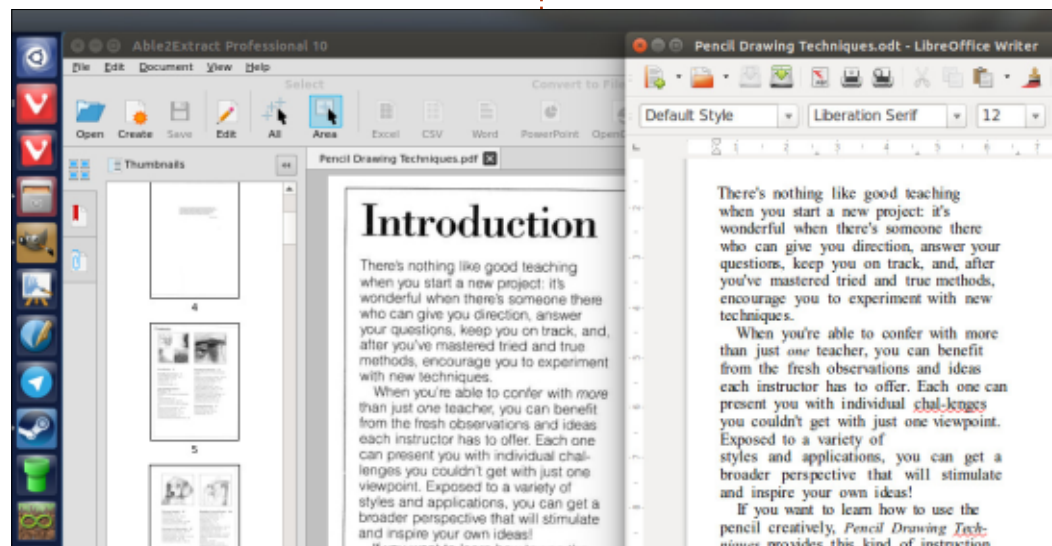 Able2Extract Professional 10
File Edit Document View Help
Select
Convert to File
Open Create Save Edit All Area Excel CSV Word PowerPoint
Thumbnails
Pencil Drawing Techniques.pdf
4
5
Introduction
There's nothing like good teaching
when you start a new project: it's
wonderful when there's someone there
who can give you direction, answer
your questions, keep you on track, and,
after you've mastered tried and true
methods, encourage you to experiment
with new techniques.
When you're able to confer with more
than just one teacher, you can benefit
from the fresh observations and ideas
each instructor has to offer. Each one
can present you with individual chal-
lenges you couldn't get with just one
viewpoint. Exposed to a variety of
styles and applications, you can get a
broader perspective that will stimulate
and inspire your own ideas!
Pencil Drawing Techniques.odt - LibreOffice Writer
Default Style Liberation Serif 12
1 2 3 4 5 6 7
There's nothing like good teaching
when you start a new project: it's
wonderful when there's someone there
who can give you direction, answer your
questions, keep you on track, and, after
you've mastered tried and true methods,
encourage you to experiment with new
techniques.
When you're able to confer with more
than just one teacher, you can benefit
from the fresh observations and ideas
each instructor has to offer. Each one can
present you with individual chal-lenges
you couldn't get with just one viewpoint.
Exposed to a variety of
styles and applications, you can get a
broader perspective that will stimulate
and inspire your own ideas!
If you want to learn how to use the
pencil creatively, Pencil Drawing Tech-
niques provides this kind of instruction